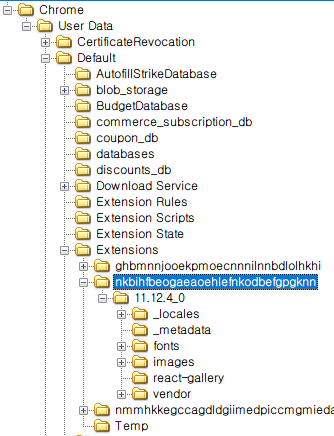 Chrome
User Data
CertificateRevocation
Default
AutofillStrikeDatabase
blob_storage
BudgetDatabase
commerce_subscription_db
coupon_db
databases
discounts_db
Download Service
Extension Rules
Extension Scripts
Extension State
Extensions
ghbmnnjooekpmoecnnnilnnbdlolhkhi
nkbihfbeogaeaoehlefnkodbefgpgknn
11.12.4_0
_locales
_metadata
fonts
images
react-gallery
vendor
nmmhkkegccagdldgiimedpiccmgmieda
Temp